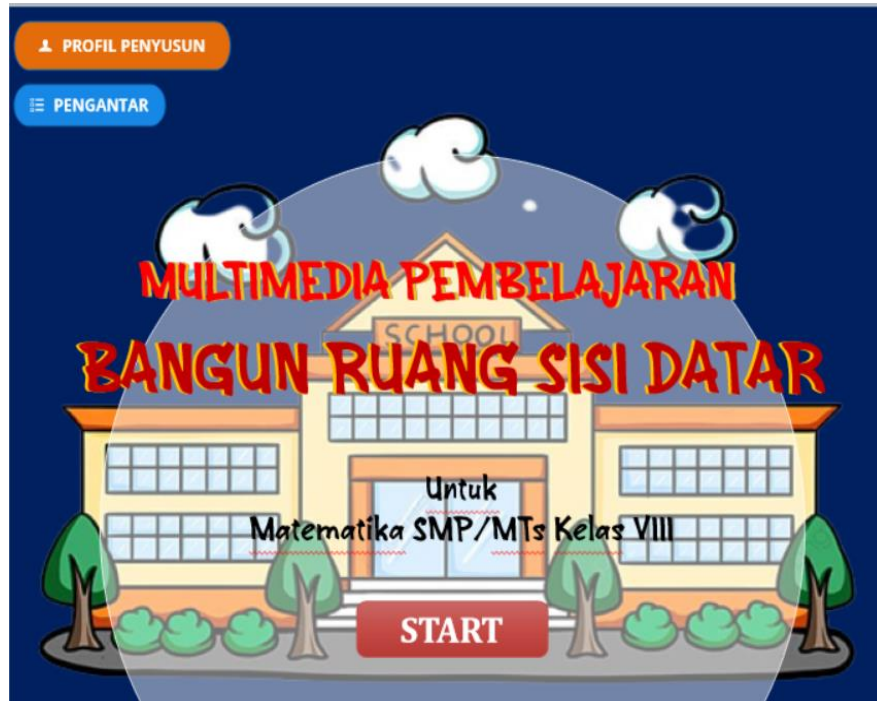 PROFIL PENYUSUN
PENGANTAR
MULTIMEDIA PEMBELAJARAN
SCHOOL
BANGUN RUANG SISI DATAR
Untuk
Matematika SMP/MTs Kelas VIII
START